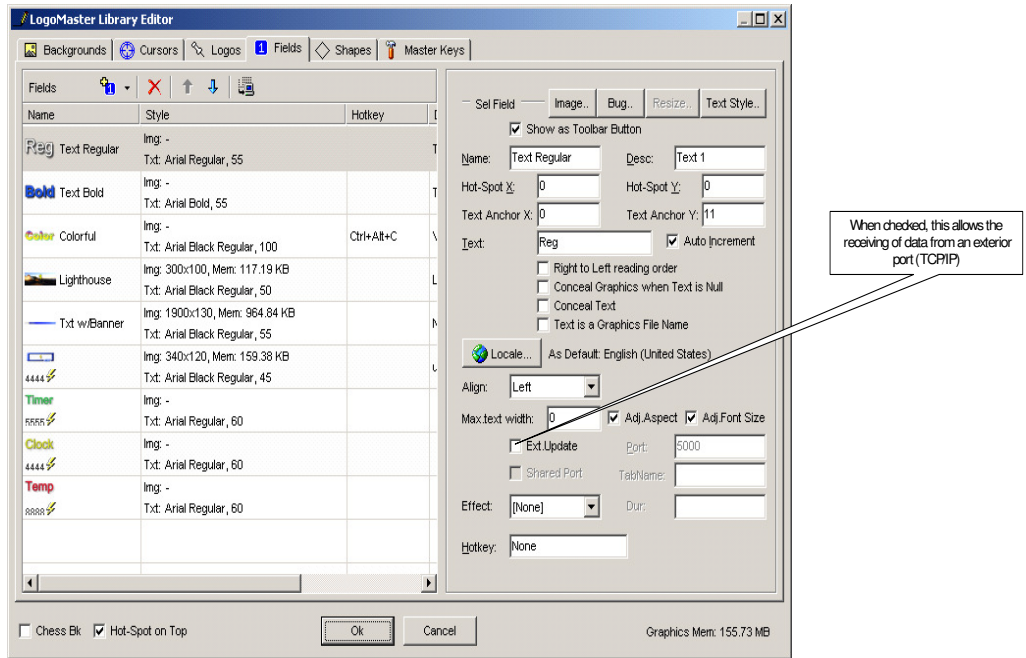 LogoMaster Library Editor
Backgrounds Cursors Logos 1 Fields Shapes Master Keys
Fields
Name Style Hotkey
Reg Text Regular
Img: -
Txt: Arial Regular, 55
Bold Text Bold
Img: -
Txt: Arial Bold, 55
Color Colorful
Img: -
Txt: Arial Black Regular, 100
Ctrl+Alt+C
Lighthouse
Img: 300x100, Mem: 117.19 KB
Txt: Arial Black Regular, 50
Txt w/Banner
Img: 1900x130, Mem: 964.84 KB
Txt: Arial Black Regular, 55
4444
Img: 340x120, Mem: 159.38 KB
Txt: Arial Black Regular, 45
Timer
5555
Img: -
Txt: Arial Regular, 60
Clock
4444
Img: -
Txt: Arial Regular, 60
Temp
8888
Img: -
Txt: Arial Regular, 60
Sel Field Image.. Bug.. Resize.. Text Style..
Show as Toolbar Button
Name: Text Regular Desc: Text 1
Hot-Spot X: 0 Hot-Spot Y: 0
Text Anchor X: 0 Text Anchor Y: 11
Text: Reg Auto Increment
Right to Left reading order
Conceal Graphics when Text is Null
Conceal Text
Text is a Graphics File Name
Locale... As Default: English (United States)
Align: Left
Max.text width: 0 Adj.Aspect Adj.Font Size
Ext.Update Port: 5000
Shared Port TabName:
Effect: [None] Dur:
Hotkey: None
Chess Bk Hot-Spot on Top Ok Cancel Graphics Mem: 155.73 MB
When checked, this allows the
receiving of data from an exterior
port (TCP/IP)